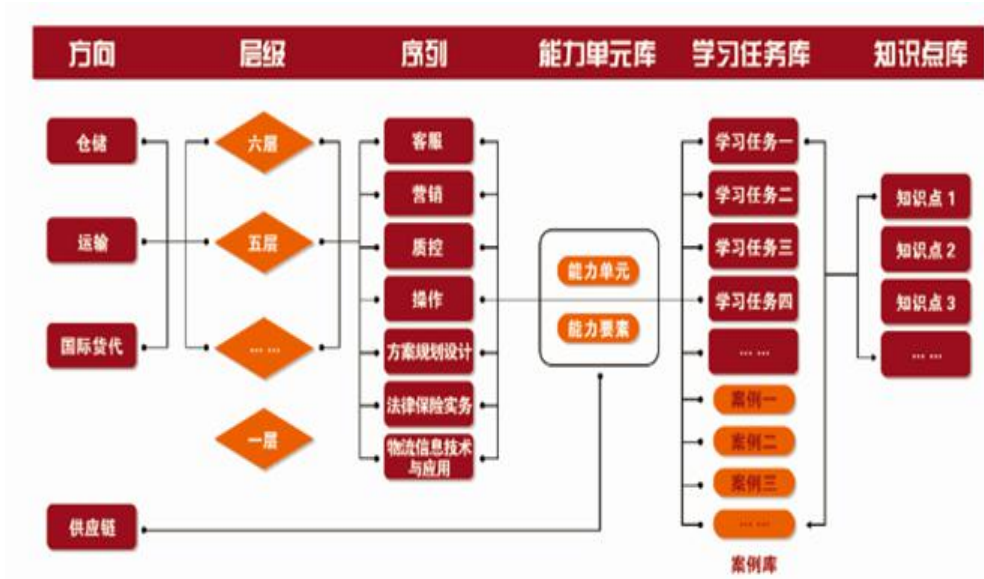 方向 层级 序列 能力单元库 学习任务库 知识点库
仓储
运输
国际货代
供应链
六层
五层
... ...
一层
客服
营销
质控
操作
方案规划设计
法律保险实务
物流信息技术
与应用
能力单元
能力要素
学习任务一
学习任务二
学习任务三
学习任务四
... ...
案例一
案例二
案例三
... ...
案例库
知识点 1
知识点 2
知识点 3
... ...